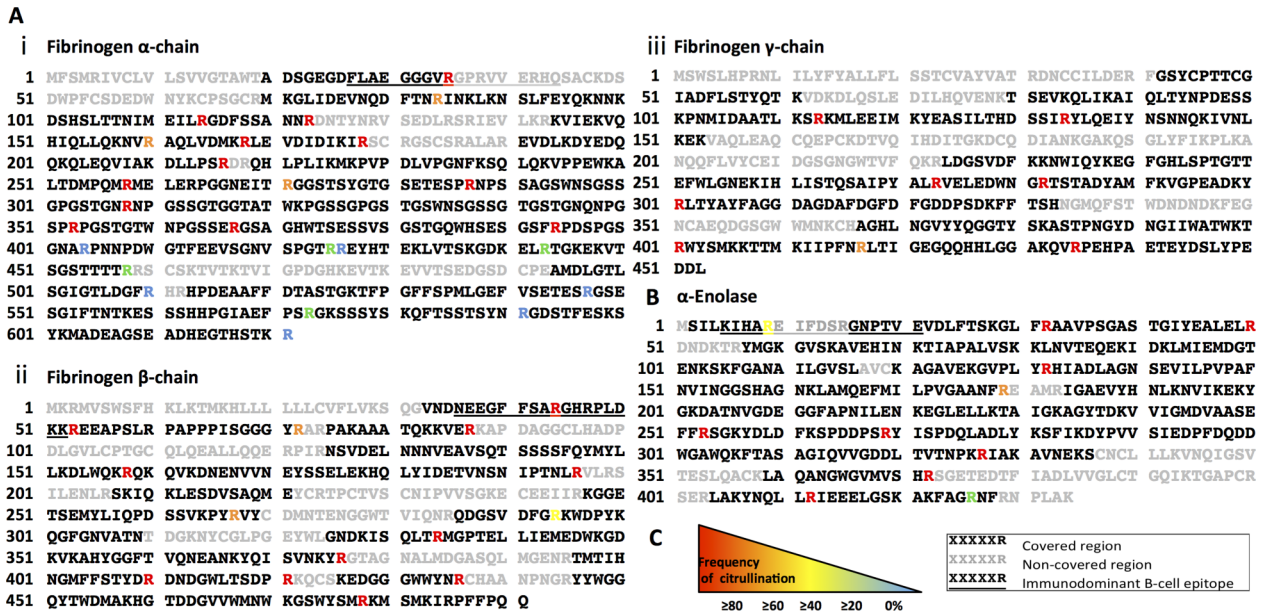 A
i Fibrinogen α-chain
1 MFSMRIVCLV LSVVGTAWTA DSGEGDFLAE GGGVRGPRVV ERHQSACKDS
51 DWPFCSDEDW NYKCPSGCRM KGLIDEVNQD FTNRINKLKN SLFEYQKNNK
101 DSHSLTTNIM EILRGDFSSA NNRDNTYNRV SEDLRSRIEV LKRKVIEKVQ
151 HIQLLQKNVR AQLVDMKRLE VDIDIKIRSC RGSCSRALAR EVDLKDYEDQ
201 QKQLEQVIAK DLLPSRDRQH LPLIKMKPVP DLVPGNFKSQ LQKVPPEWKA
251 LTDMPQMRME LERPGGNEIT RGGSTSYGTG SETESPRNPS SAGSWNSGSS
301 GPGSTGNRNP GSSGTGGTAT WKPGSSGPGS TGSWNSGSSG TGSTGNQNPG
351 SPRPGSTGTW NPGSSERGSA GHWTSESSVS GSTGQWHSES GSFRPDSPGS
401 GNARPNNPDW GTFEEVSGNV SPGTRREYHT EKLVTSKGDK ELRTGKEKVT
451 SGSTTTTRRS CSKTVTKTVI GPDGHKEVTK EVVTSEDGSD CPEAMDLGTL
501 SGIGTLDGFR HRHPDEAAFF DTASTGKTFP GFFSPMLGEF VSETESRGSE
551 SGIFTNTKES SSHHPGIAEF PSRGKSSSYS KQFTSSTSYN RGDSTFESKS
601 YKMADEAGSE ADHEGTHSTK R
ii Fibrinogen β-chain
1 MKRMVSWSFH KLKTMKHLLL LLLCVFLVKS QGVNDNEEGF FSARGHRPLD
51 KKREEAPSLR PAPPPISGGG YRARPAKAAA TQKKVERKAP DAGGCLHADP
101 DLGVLCPTGC QLQEALLQQE RPIRNSVDEL NNNVEAVSQT SSSSFQYMYL
151 LKDLWQKRQK QVKDNENVVN EYSSELEKHQ LYIDETVNSN IPTNLRVLRS
201 ILENLRSKIQ KLESDVSAQM EYCRTPCTVS CNIPVVSGKE CEEIIRKGGE
251 TSEMYLIQPD SSVKPYRVYC DMNTENGGWT VIQNRQDGSV DFGRKWDPYK
301 QGFGNVATNT DGKNYCGLPG EYWLGNDKIS QLTRMGPTEL LIEMEDWKGD
351 KVKAHYGGFT VQNEANKYQI SVNKYRGTAG NALMDGASQL MGENRTMTIH
401 NGMFFSTYDR DNDGWLTSDP RKQCSKEDGG GWWYNRCHAA NPNGRYYWGG
451 QYTWDMAKHG TDDGVVWMNW KGSWYSMRKM SMKIRPFFPQ Q
iii Fibrinogen γ-chain
1 MSWSLHPRNL ILYFYALLFL SSTCVAYVAT RDNCCILDER FGSYCPTTCG
51 IADFLSTYQT KVDKDLQSLE DILHQVENKT SEVKQLIKAI QLTYNPDESS
101 KPNMIDAATL KSRKMLEEIM KYEASILTHD SSIRYLQEIY NSNNQKIVNL
151 KEKVAQLEAQ CQEPCKDTVQ IHDITGKDCQ DIANKGAKQS GLYFIPLKA
201 NQQFLVYCEI DGSGNGWTVF QKRLDGSVDF KKNWIQYKEG FGHLSPTGTT
251 EFWLGNEKIH LISTQSAIPY ALRVELEDWN GRTSTADYAM FKVGPEADKY
301 RLTYAYFAGG DAGDAFDGFD FGDDPSDKFF TSHNGMQFST WDNDNDKFEG
351 NCAEQDGSGW WMNKCHAGHL NGVYYQGGTY SKASTPNGYD NGIIWATWKT
401 RWYSMKKTTM KIIPFNRLTI GEGQQHHLGG AKQVRPEHPA ETEYDSLYPE
451 DDL
B α-Enolase
1 MSILKIHARE IFDSRGNPTV EVDLFTSKGL FRAAVPSGAS TGIYEALELR
51 DNDKTRYMGK GVSKAVEHIN KTIAPALVSK KLNVTEQEKI DKLMIEMDGT
101 ENKSKFGANA ILGVSLAVCK AGAVEKGVPL YRHIADLAGN SEVILPVPAF
151 NVINGGSHAG NKLAMQEFMI LPVGAANFRE AMRIGAEVYH NLKNVIKEKY
201 GKDATNVGDE GGFAPNILEN KEGLELLKTA IGKAGYTDKV VIGMDVAASE
251 FFRSGKYDLD FKSPDDPSRY ISPDQLADLY KSFIKDYPVV SIEDPFDQDD
301 WGAWQKFTAS AGIQVVGDDL TVTNPKRIAK AVNEKSCNCL LLKVNQIGSV
351 TESLQACKLA QANGWGVMVS HRSGETEDTF IADLVVGLCT GQIKTGAPCR
401 SERLAKYNQL LRIEEELGSK AKFAGRNFRN PLAK
C
Frequency
of citrullination
≥80 ≥60 ≥40 ≥20 0%
XXXXXR Covered region
XXXXXR Non-covered region
XXXXXR Immunodominant B-cell epitope